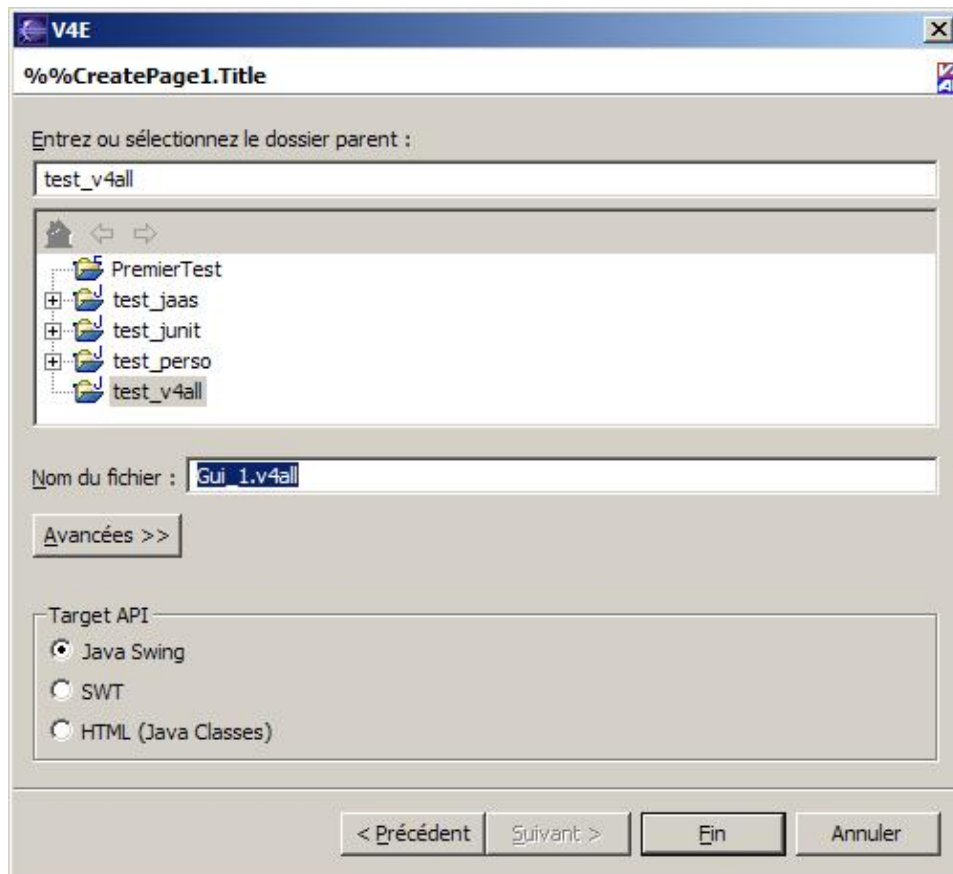 V4E
%%CreatePage1.Title
Entrez ou sélectionnez le dossier parent :
test_v4all
PremierTest
test_jaas
test_junit
test_perso
test_v4all
Nom du fichier : Gui_1.v4all
Avancées >>
Target API
Java Swing
SWT
HTML (Java Classes)
< Précédent Suivant > Fin Annuler